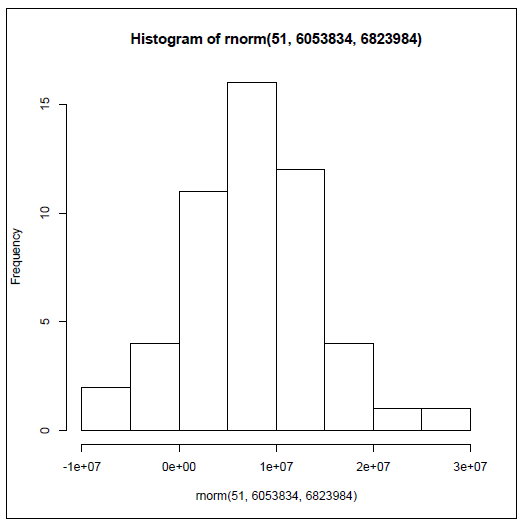 Histogram of rnorm(51, 6053834, 6823984)
15
10
5
0
Frequency
-1e+07 0e+00 1e+07 2e+07 3e+07
rnorm(51, 6053834, 6823984)